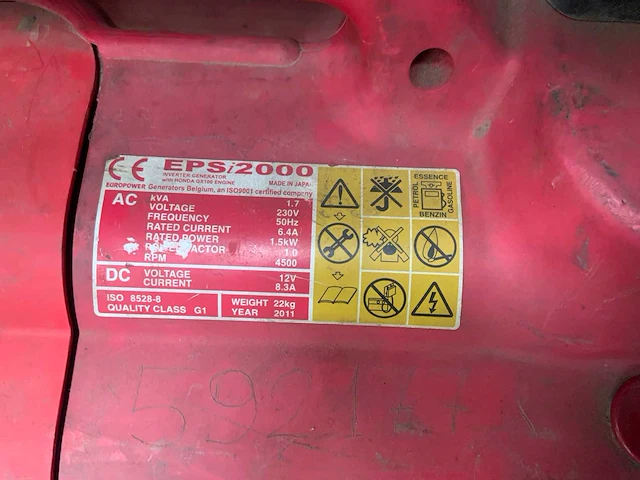 CE EPSi2000
INVERTER GENERATOR
with HONDA GX100 ENGINE MADE IN JAPAN
EUROPOWER Generators Belgium, an ISO9001 certified company
AC kVA 1.7
VOLTAGE 230V
FREQUENCY 50Hz
RATED CURRENT 6.4A
RATED POWER 1.5kW
ACTOR 1.0
RPM 4500
DC VOLTAGE 12V
CURRENT 8.3A
ISO 8528-8
QUALITY CLASS G1
WEIGHT 22kg
YEAR 2011
ESSENCE
PETROL
GASOLINE
BENZIN